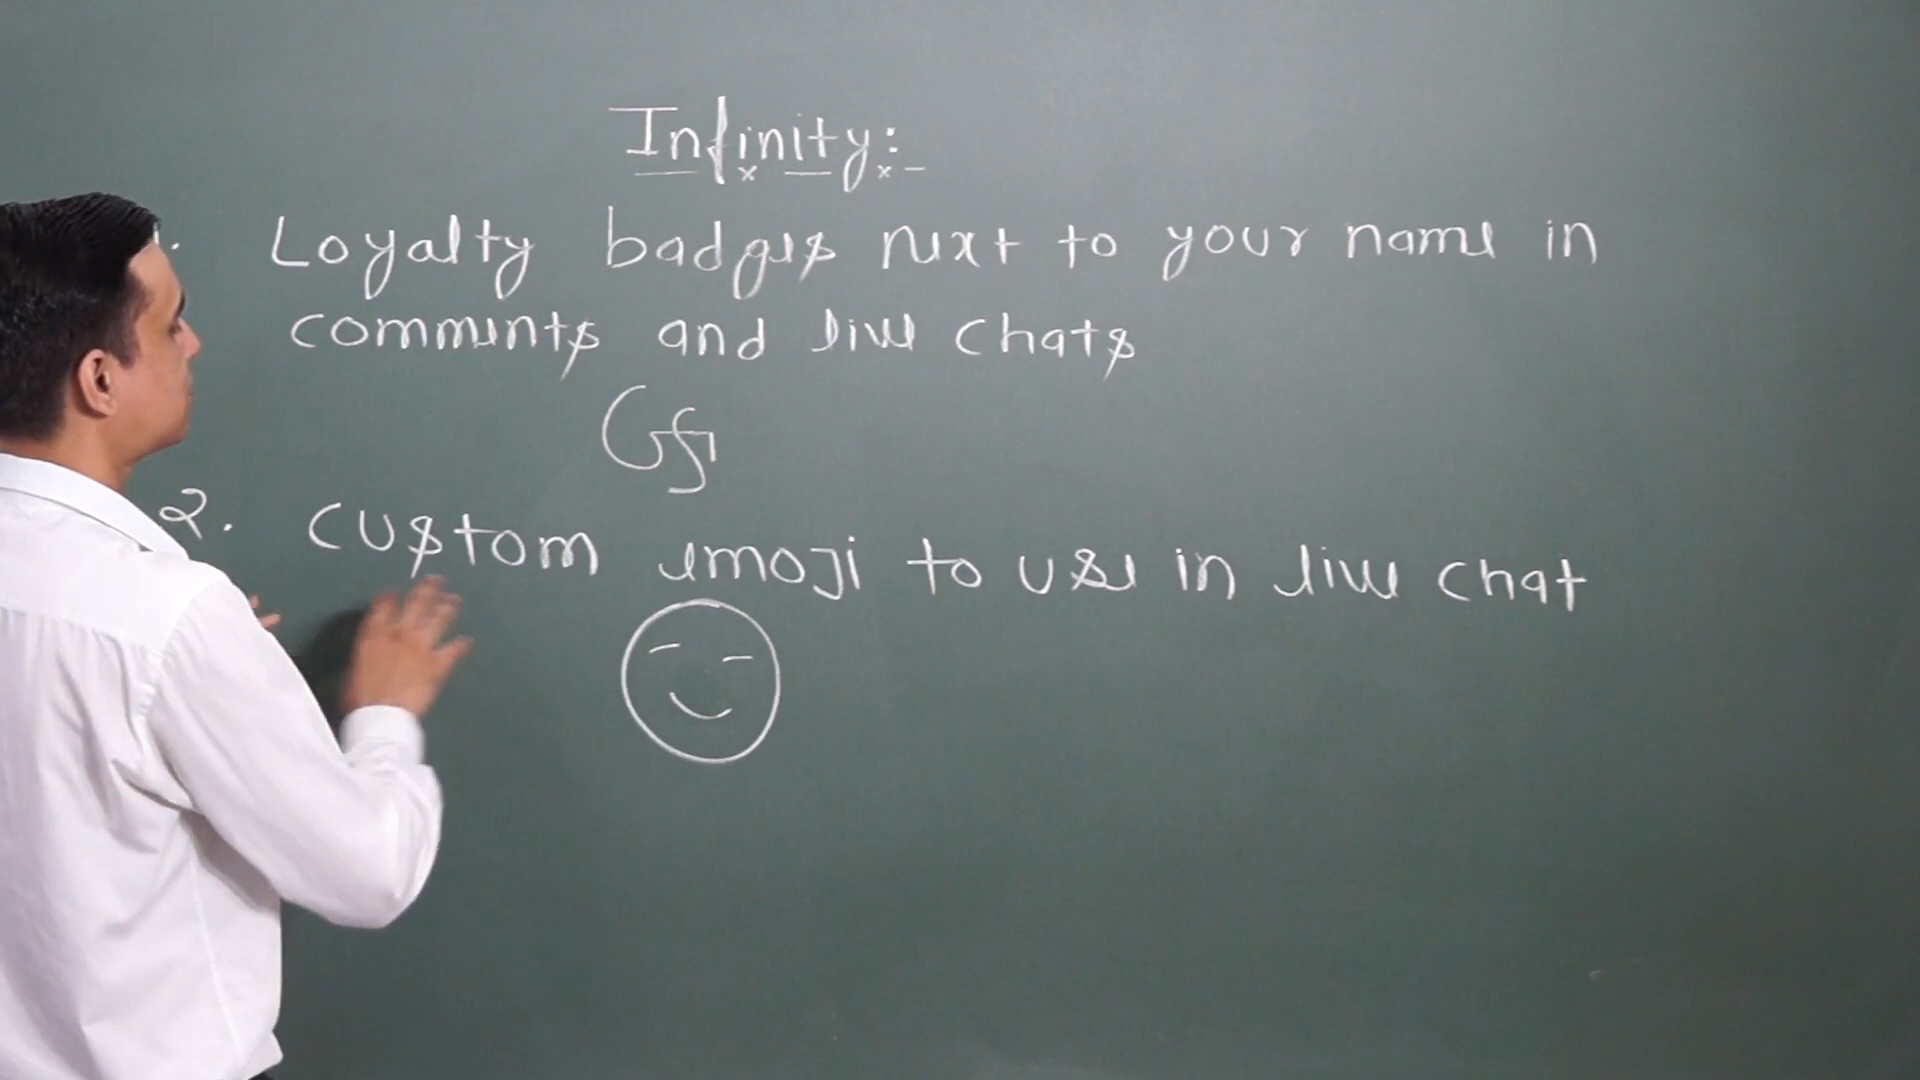 Infinity:
1. Loyalty badges next to your name in
comments and live chats
2. custom emoji to use in live chat